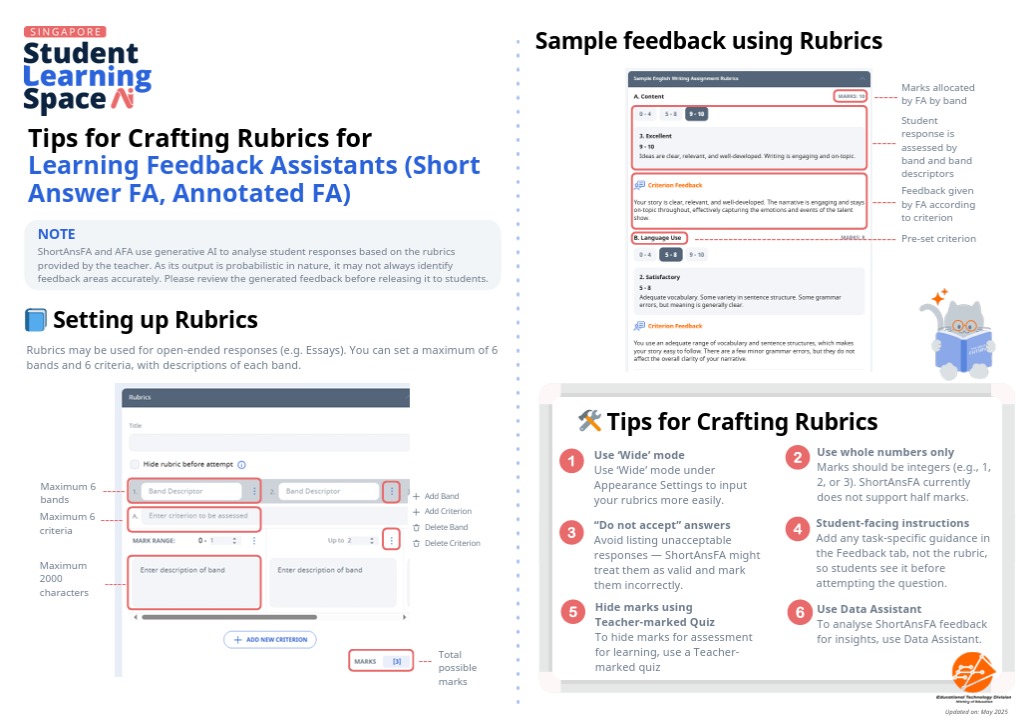 SINGAPORE
Student
Learning
Space
Tips for Crafting Rubrics for
Learning Feedback Assistants (Short
Answer FA, Annotated FA)
NOTE
ShortAnsFA and AFA use generative AI to analyse student responses based on the rubrics
provided by the teacher. As its output is probabilistic in nature, it may not always identify
feedback areas accurately. Please review the generated feedback before releasing it to students.
Setting up Rubrics
Rubrics may be used for open-ended responses (e.g. Essays). You can set a maximum of 6
bands and 6 criteria, with descriptions of each band.
Rubrics
Title
Hide rubric before attempt
Maximum 6
bands
1. Band Descriptor
2. Band Descriptor
Add Band
Add Criterion
Delete Band
Delete Criterion
Maximum 6
criteria
A. Enter criterion to be assessed
MARK RANGE: 0 - 1
Up to 2
Maximum
2000
characters
Enter description of band
Enter description of band
+ ADD NEW CRITERION
MARKS [3]
Total
possible
marks
Sample feedback using Rubrics
Sample English Writing Assignment Rubrics
A. Content
MARKS: 10
0 - 4 5 - 8 9 - 10
3. Excellent
9 - 10
Ideas are clear, relevant, and well-developed. Writing is engaging and on-topic.
Criterion Feedback
Your story is clear, relevant, and well-developed. The narrative is engaging and stays
on-topic throughout, effectively capturing the emotions and events of the talent
show.
B. Language Use
0 - 4 5 - 8 9 - 10
2. Satisfactory
5 - 8
Adequate vocabulary. Some variety in sentence structure. Some grammar
errors, but meaning is generally clear.
Criterion Feedback
You use an adequate range of vocabulary and sentence structures, which makes
your story easy to follow. There are a few minor grammar errors, but they do not
affect the overall clarity of your narrative.
Marks allocated
by FA by band
Student
response is
assessed by
band and band
descriptors
Feedback given
by FA according
to criterion
Pre-set criterion
Tips for Crafting Rubrics
1
Use ‘Wide’ mode
Use ‘Wide’ mode under
Appearance Settings to input
your rubrics more easily.
2
Use whole numbers only
Marks should be integers (e.g., 1,
2, or 3). ShortAnsFA currently
does not support half marks.
3
“Do not accept” answers
Avoid listing unacceptable
responses — ShortAnsFA might
treat them as valid and mark
them incorrectly.
4
Student-facing instructions
Add any task-specific guidance in
the Feedback tab, not the rubric,
so students see it before
attempting the question.
5
Hide marks using
Teacher-marked Quiz
To hide marks for assessment
for learning, use a Teacher-
marked quiz
6
Use Data Assistant
To analyse ShortAnsFA feedback
for insights, use Data Assistant.
Educational Technology Division
Ministry of Education
Updated on: May 2025